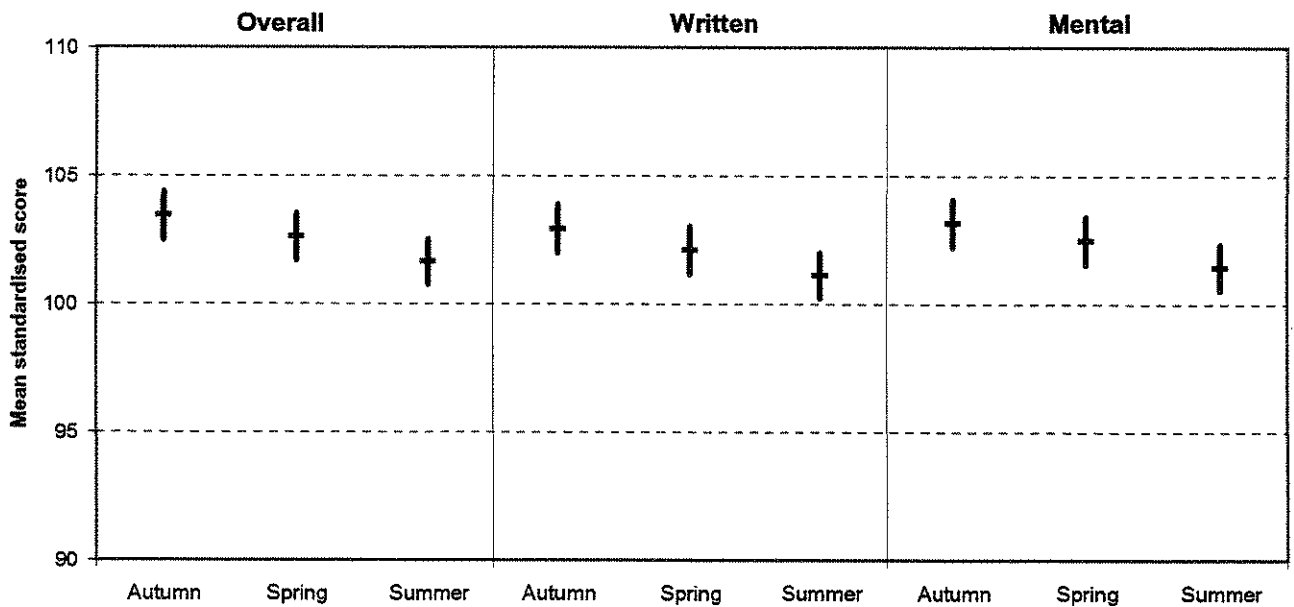 Overall Written Mental
Mean standardised score
110
105
100
95
90
Autumn Spring Summer Autumn Spring Summer Autumn Spring Summer